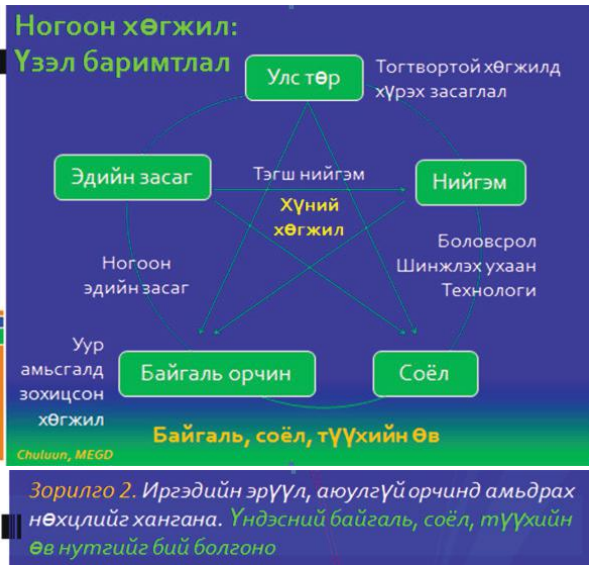 Ногоон хөгжил:
Үзэл баримтлал
Улс төр
Тогтвортой хөгжилд
хүрэх засаглал
Эдийн засаг
Тэгш нийгэм
Нийгэм
Хүний
хөгжил
Боловсрол
Шинжлэх ухаан
Технологи
Ногоон
эдийн засаг
Уур
амьсгалд
зохицсон
хөгжил
Байгаль орчин
Соёл
Байгаль, соёл, түүхийн өв
Chuluun, MEGD
Зорилго 2. Иргэдийн эрүүл, аюулгүй орчинд амьдрах
нөхцлийг хангана. Үндэсний байгаль, соёл, түүхийн
өв нутгийг бий болгоно